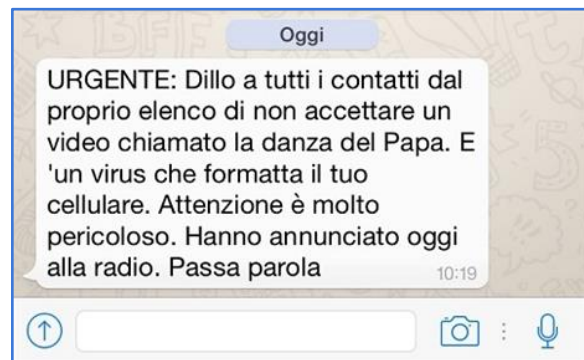 Oggi
URGENTE: Dillo a tutti i contatti dal
proprio elenco di non accettare un
video chiamato la danza del Papa. E
'un virus che formatta il tuo
cellulare. Attenzione è molto
pericoloso. Hanno annunciato oggi
alla radio. Passa parola
10:19